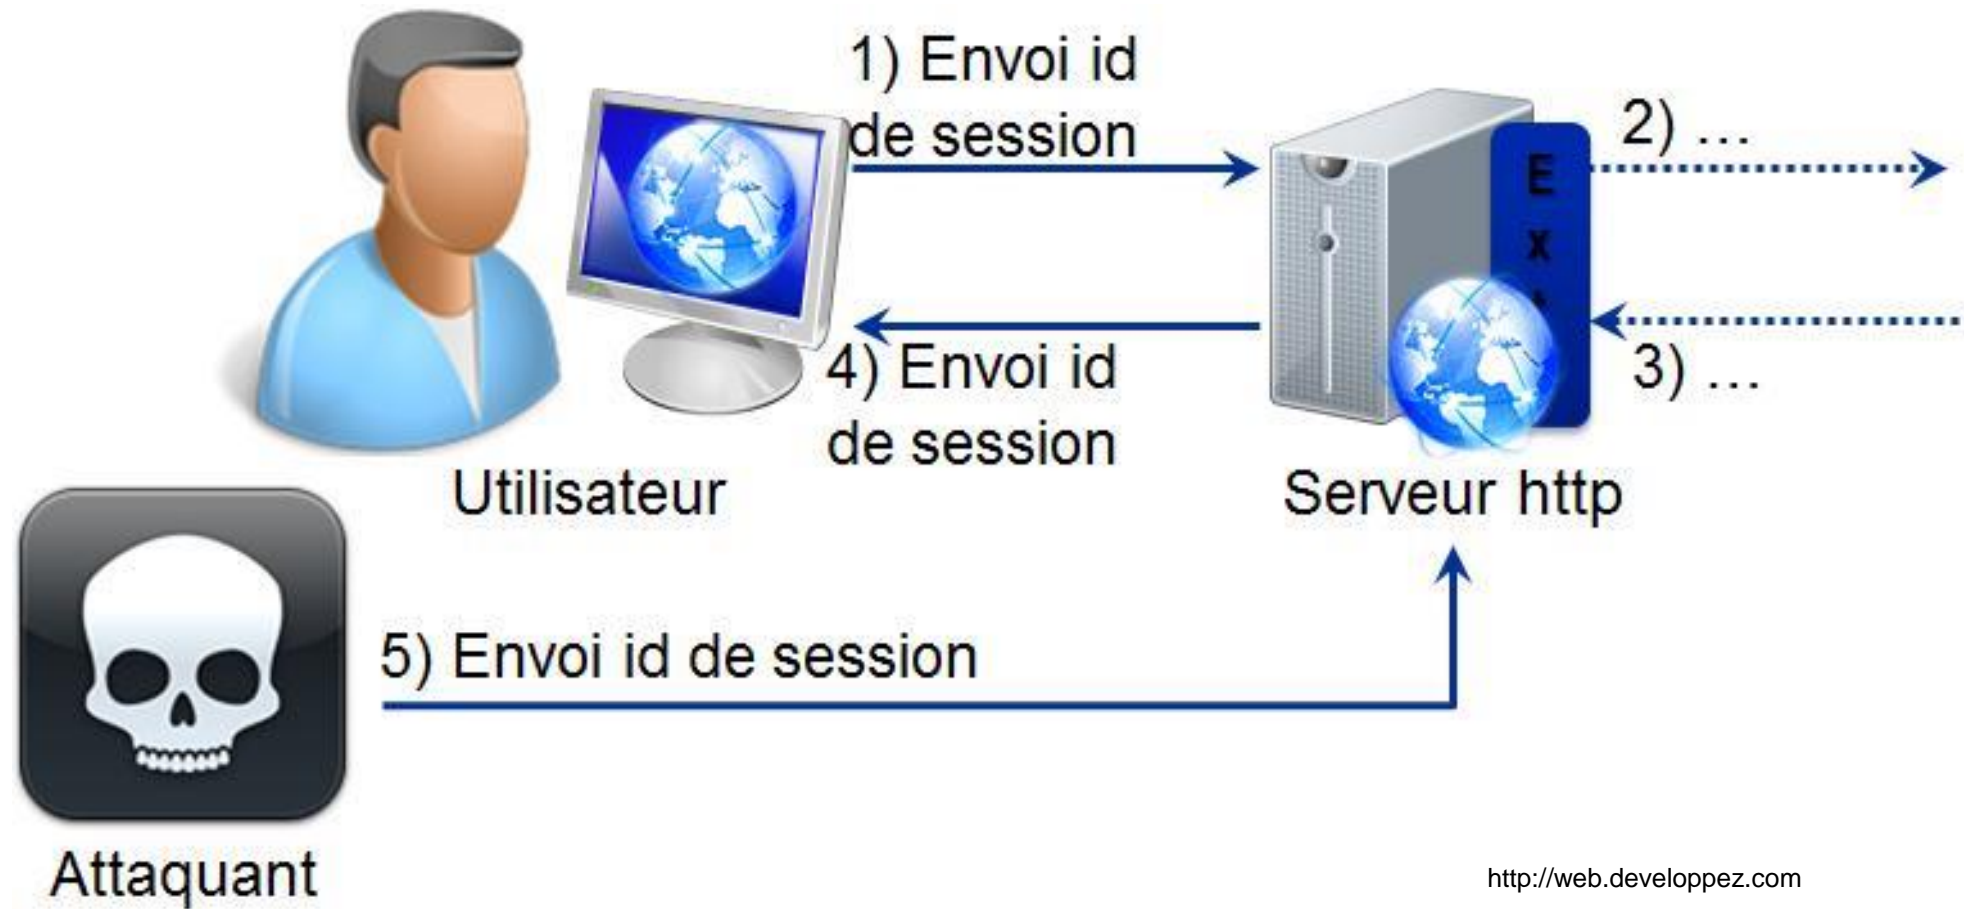 1) Envoi id
de session
2) ...
E
x
3) ...
4) Envoi id
de session
Utilisateur
Serveur http
5) Envoi id de session
Attaquant
http://web.developpez.com